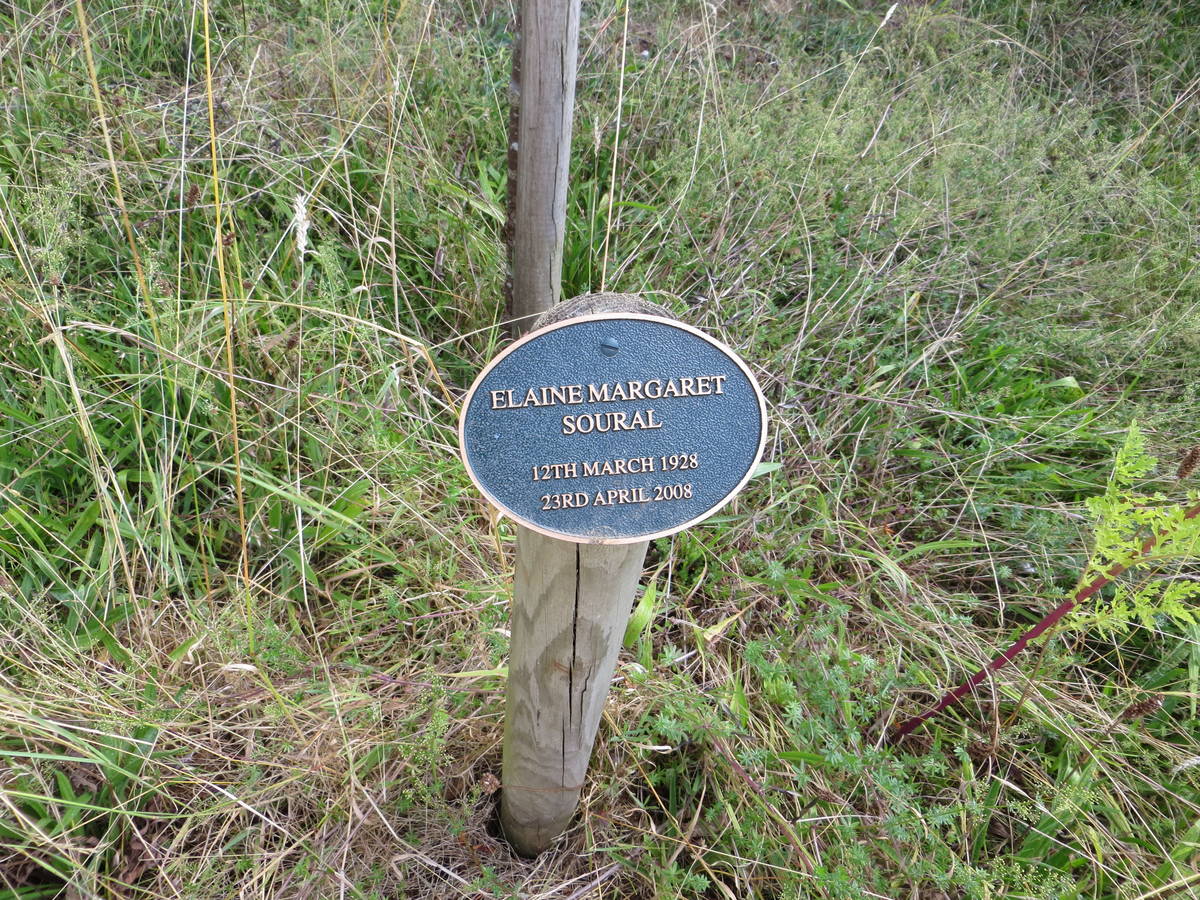 ELAINE MARGARET
SOURAL
12TH MARCH 1928
23RD APRIL 2008